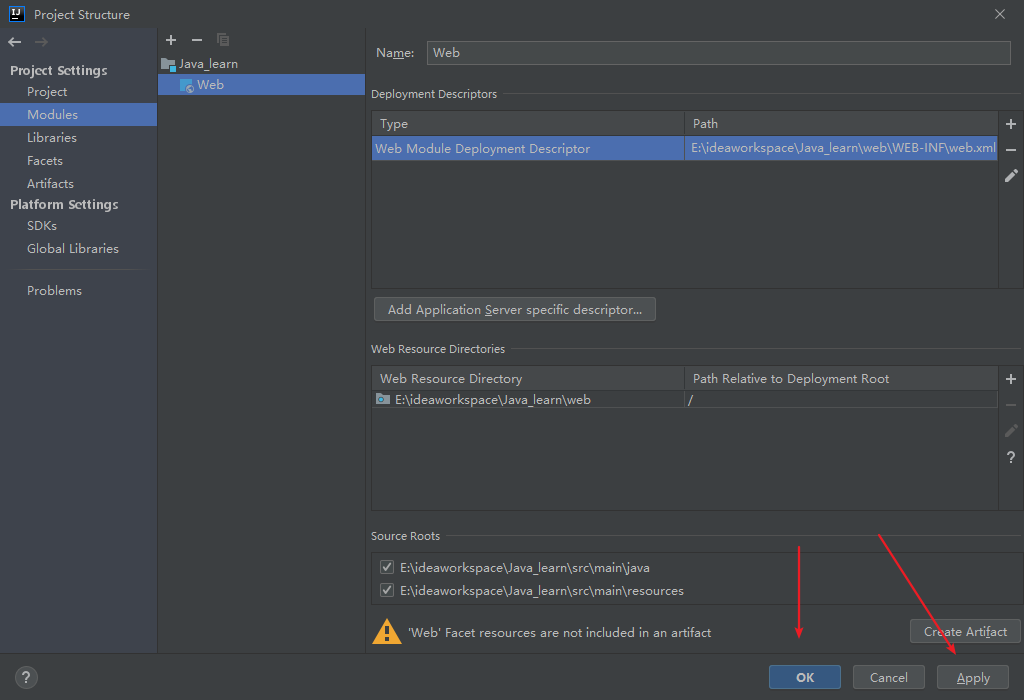 Project Structure
Project Settings
Project
Modules
Libraries
Facets
Artifacts
Platform Settings
SDKs
Global Libraries
Problems
Java_learn
Web
Name: Web
Deployment Descriptors
Type Path
Web Module Deployment Descriptor E:\ideaworkspace\Java_learn\web\WEB-INF\web.xml
Add Application Server specific descriptor...
Web Resource Directories
Web Resource Directory Path Relative to Deployment Root
E:\ideaworkspace\Java_learn\web /
?
Source Roots
E:\ideaworkspace\Java_learn\src\main\java
E:\ideaworkspace\Java_learn\src\main\resources
'Web' Facet resources are not included in an artifact Create Artifact
? OK Cancel Apply